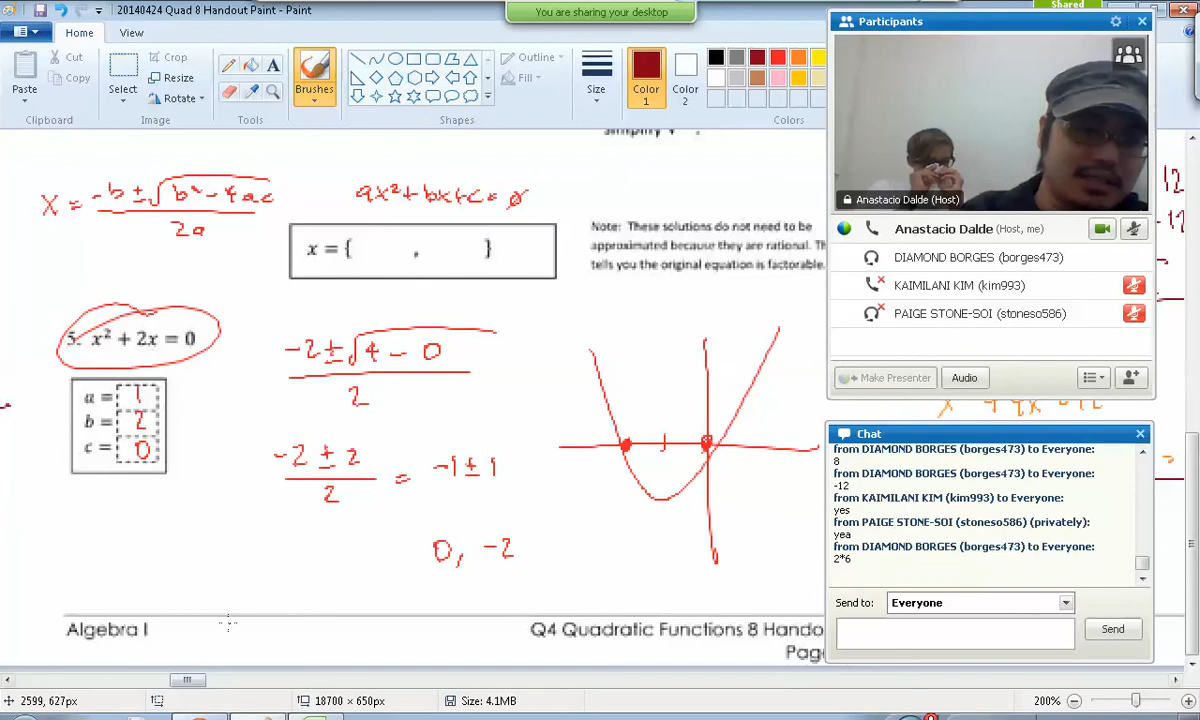 20140424 Quad 8 Handout Paint - Paint
You are sharing your desktop
Shared
Home
View
Paste
Cut
Copy
Clipboard
Select
Crop
Resize
Rotate
Image
Tools
Brushes
Outline
Fill
Shapes
Size
Color 1
Color 2
Colors
simplify
x = -b ± √b² - 4ac
2a
ax² + bx + c = 0
x = { , }
Note: These solutions do not need to be
approximated because they are rational. Th
tells you the original equation is factorable.
5. x² + 2x = 0
a = 1
b = 2
c = 0
-2 ± √4 - 0
2
-2 ± 2
2
= -1 ± 1
0, -2
12
-12
Algebra I
Q4 Quadratic Functions 8 Hando
Page
Participants
Anastacio Dalde (Host)
Anastacio Dalde (Host, me)
DIAMOND BORGES (borges473)
KAIMILANI KIM (kim993)
PAIGE STONE-SOI (stoneso586)
Make Presenter
Audio
Chat
from DIAMOND BORGES (borges473) to Everyone:
8
from DIAMOND BORGES (borges473) to Everyone:
-12
from KAIMILANI KIM (kim993) to Everyone:
yes
from PAIGE STONE-SOI (stoneso586) (privately):
yea
from DIAMOND BORGES (borges473) to Everyone:
2*6
Send to: Everyone
Send
2599, 627px
18700 × 650px
Size: 4.1MB
200%